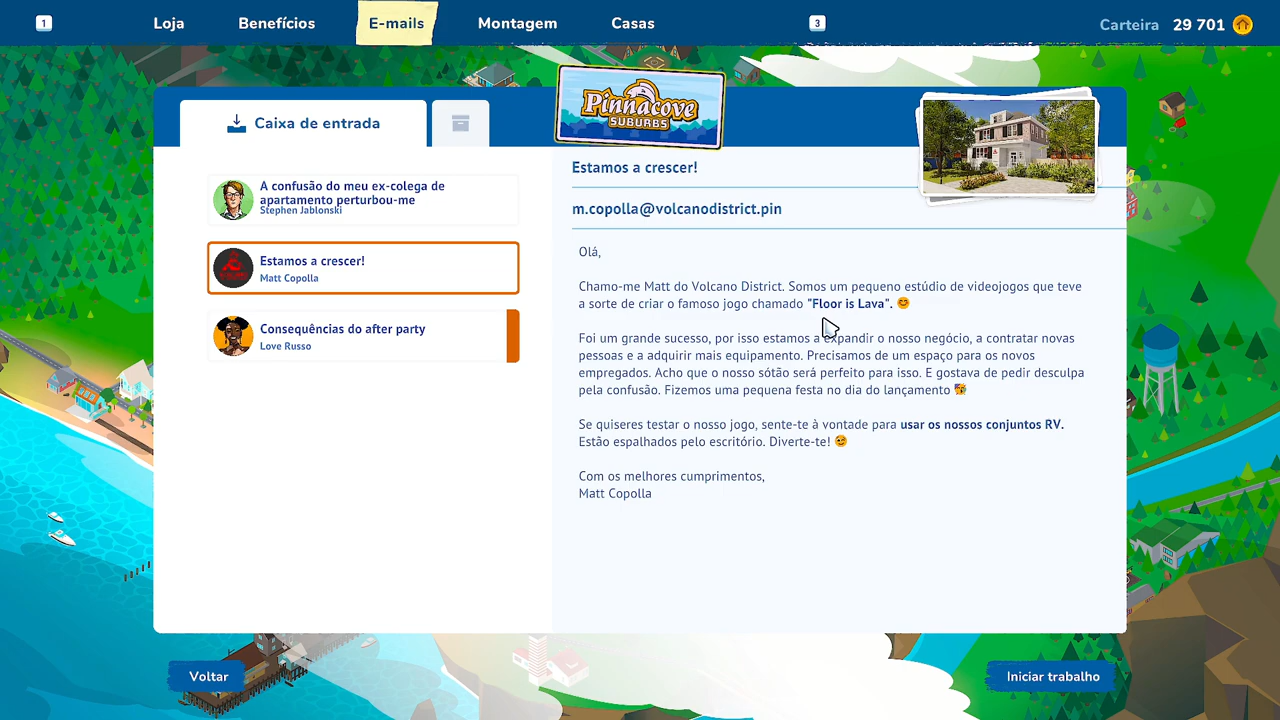 1
Loja
Benefícios
E-mails
Montagem
Casas
3
Carteira
29 701
Caixa de entrada
Pinnacove
SUBURBS
A confusão do meu ex-colega de
apartamento perturbou-me
Stephen Jablonski
Estamos a crescer!
Matt Copolla
Consequências do after party
Love Russo
Estamos a crescer!
m.copolla@volcanodistrict.pin
Olá,
Chamo-me Matt do Volcano District. Somos um pequeno estúdio de videojogos que teve
a sorte de criar o famoso jogo chamado "Floor is Lava". 😊
Foi um grande sucesso, por isso estamos a expandir o nosso negócio, a contratar novas
pessoas e a adquirir mais equipamento. Precisamos de um espaço para os novos
empregados. Acho que o nosso sótão será perfeito para isso. E gostava de pedir desculpa
pela confusão. Fizemos uma pequena festa no dia do lançamento 🥳
Se quiseres testar o nosso jogo, sente-te à vontade para usar os nossos conjuntos RV.
Estão espalhados pelo escritório. Diverte-te! 😉
Com os melhores cumprimentos,
Matt Copolla
Voltar
Iniciar trabalho